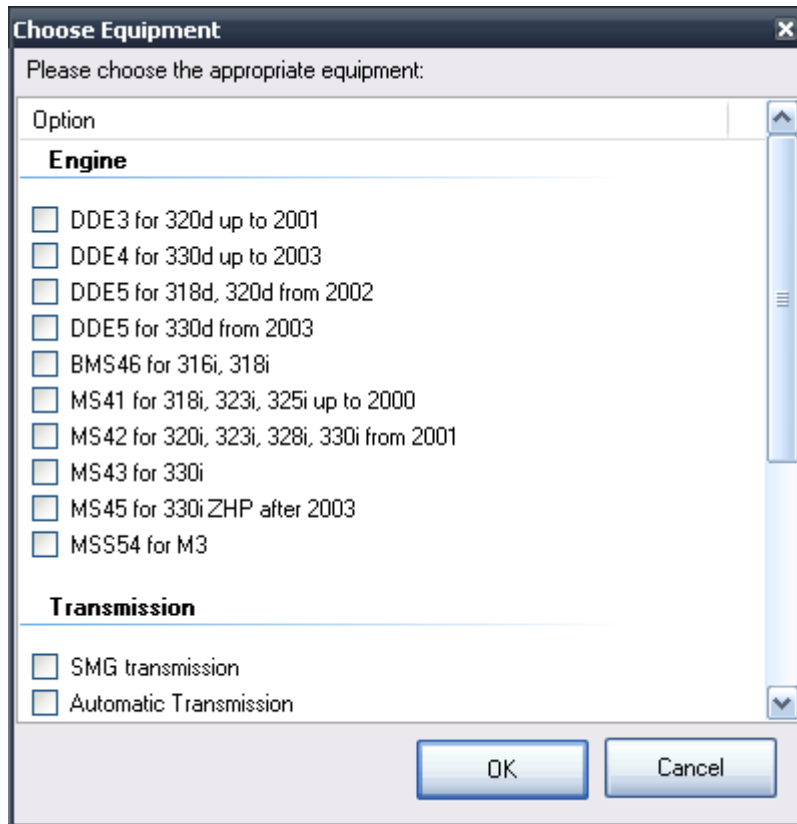 Choose Equipment
Please choose the appropriate equipment:
Option
Engine
DDE3 for 320d up to 2001
DDE4 for 330d up to 2003
DDE5 for 318d, 320d from 2002
DDE5 for 330d from 2003
BMS46 for 316i, 318i
MS41 for 318i, 323i, 325i up to 2000
MS42 for 320i, 323i, 328i, 330i from 2001
MS43 for 330i
MS45 for 330i ZHP after 2003
MSS54 for M3
Transmission
SMG transmission
Automatic Transmission
OK Cancel